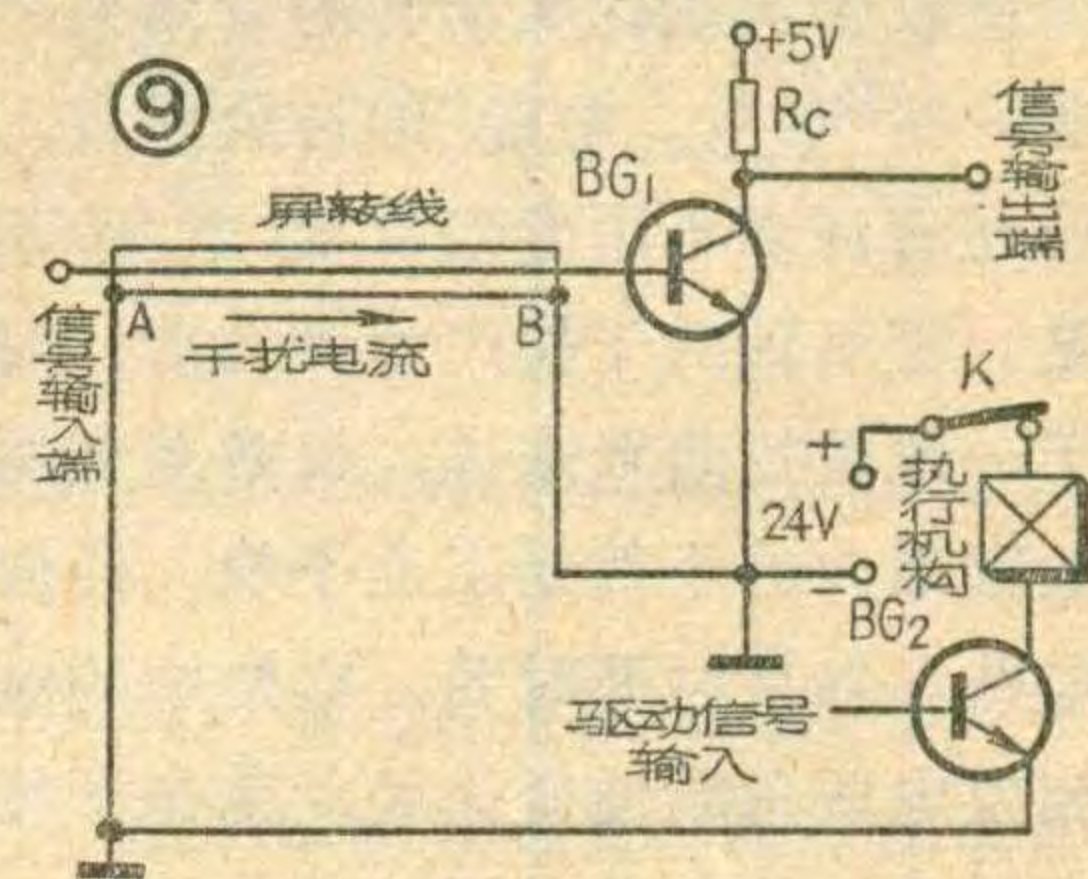 ⑨
+5V
Rc
BG₁
信号输出端
屏蔽线
A
B
干扰电流
信号输入端
K
+
24V
−
执行机构
BG₂
驱动信号
输入